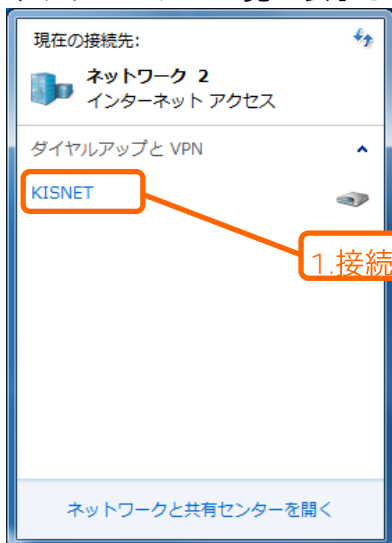 現在の接続先:
ネットワーク 2
インターネット アクセス
ダイヤルアップと VPN
KISNET
1.接続
ネットワークと共有センターを開く